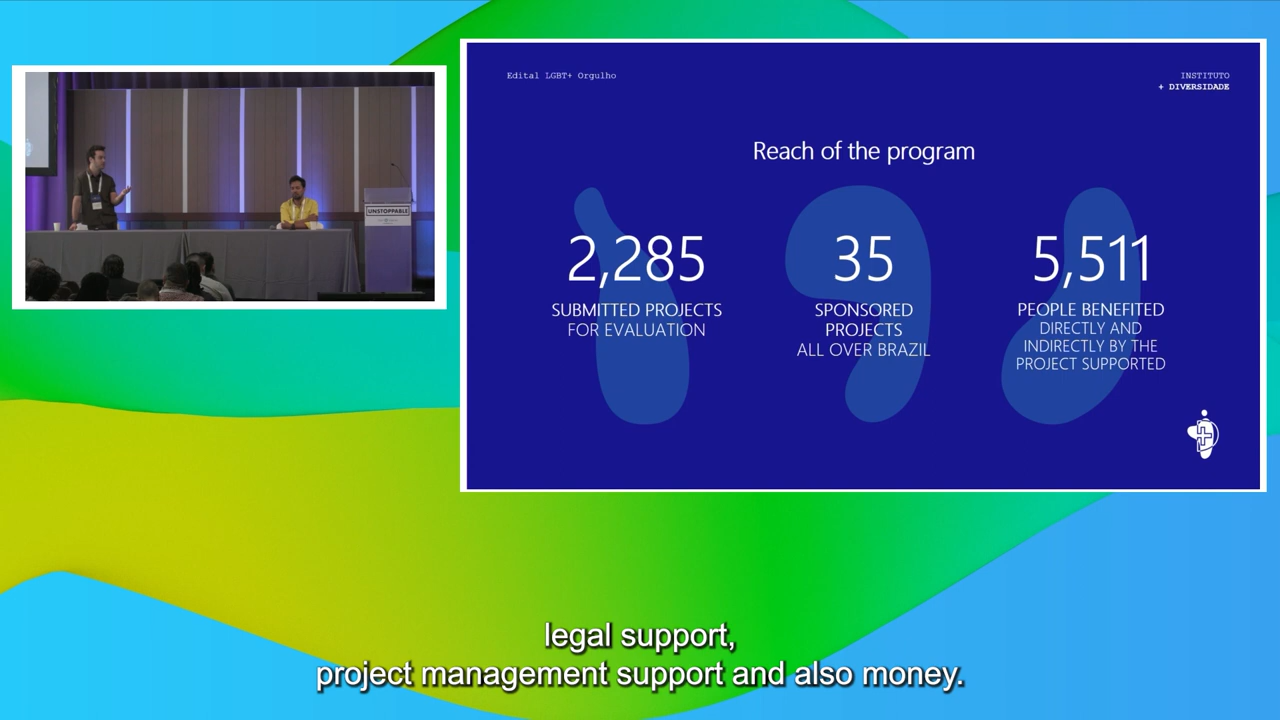 UNSTOPPABLE
Edital LGBT+ Orgulho
INSTITUTO
+ DIVERSIDADE
Reach of the program
2,285
SUBMITTED PROJECTS
FOR EVALUATION
35
SPONSORED
PROJECTS
ALL OVER BRAZIL
5,511
PEOPLE BENEFITED
DIRECTLY AND
INDIRECTLY BY THE
PROJECT SUPPORTED
legal support,
project management support and also money.